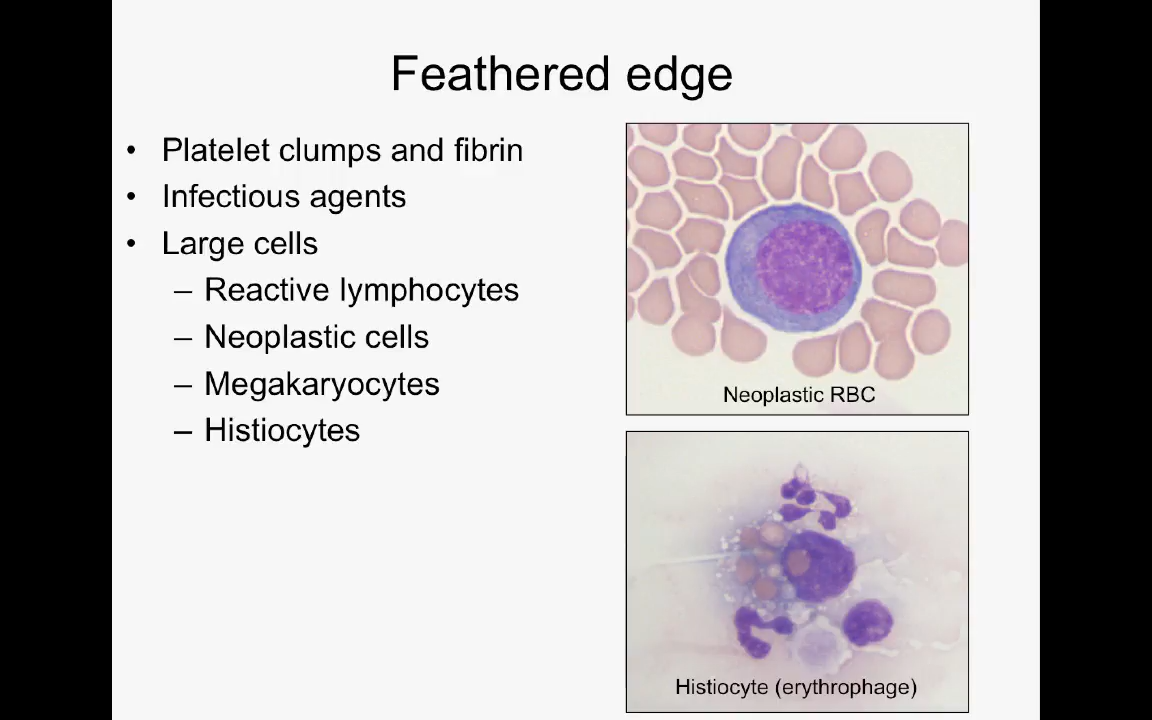 Feathered edge
• Platelet clumps and fibrin
• Infectious agents
• Large cells
– Reactive lymphocytes
– Neoplastic cells
– Megakaryocytes
– Histiocytes
Neoplastic RBC
Histiocyte (erythrophage)